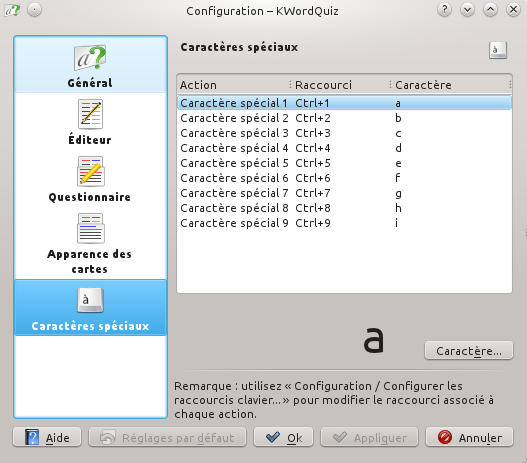 Configuration – KWordQuiz
Général
Éditeur
Questionnaire
Apparence des
cartes
à
Caractères spéciaux
Caractères spéciaux
à
Action Raccourci Caractère
Caractère spécial 1 Ctrl+1 a
Caractère spécial 2 Ctrl+2 b
Caractère spécial 3 Ctrl+3 c
Caractère spécial 4 Ctrl+4 d
Caractère spécial 5 Ctrl+5 e
Caractère spécial 6 Ctrl+6 f
Caractère spécial 7 Ctrl+7 g
Caractère spécial 8 Ctrl+8 h
Caractère spécial 9 Ctrl+9 i
a
Caractère...
Remarque : utilisez « Configuration / Configurer les
raccourcis clavier... » pour modifier le raccourci associé à
chaque action.
Aide Réglages par défaut Ok Appliquer Annuler